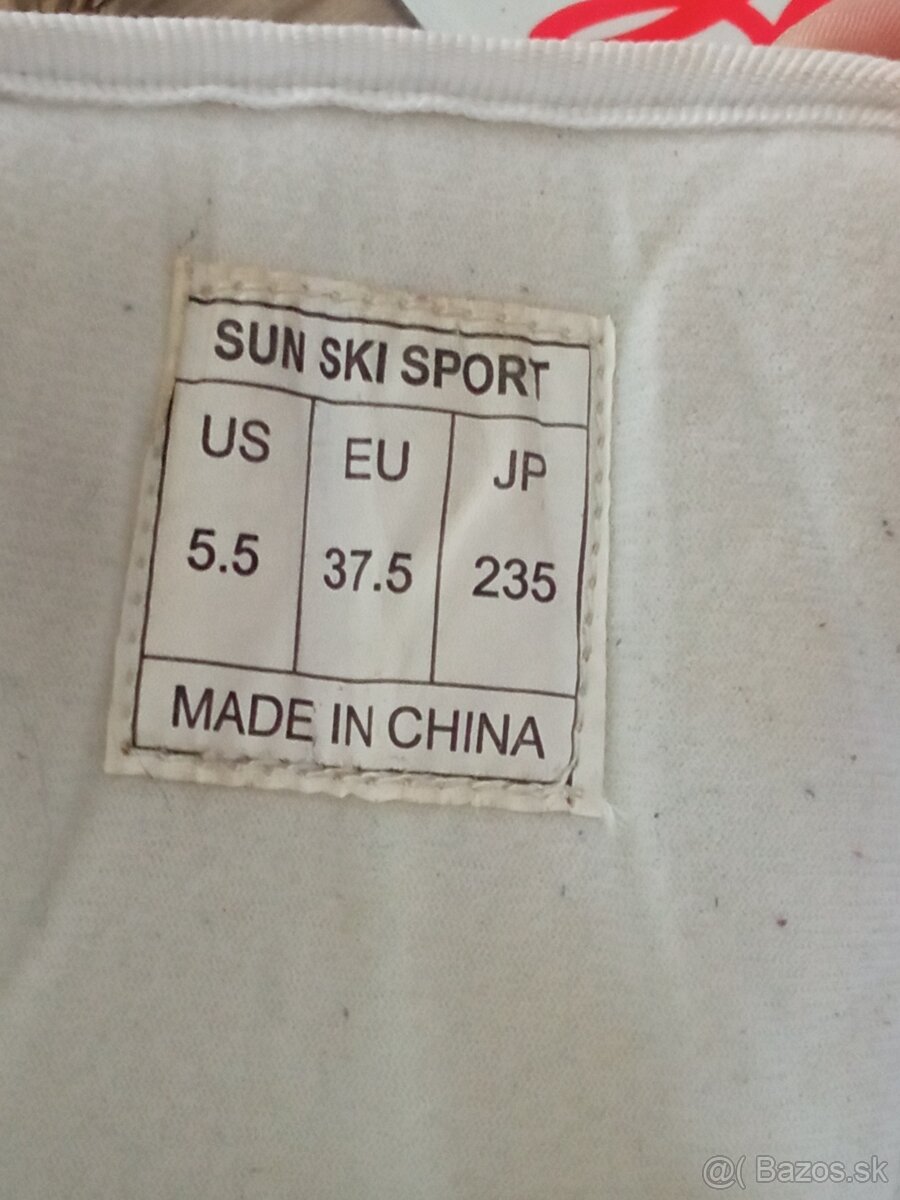 SUN SKI SPORT
US EU JP
5.5 37.5 235
MADE IN CHINA
@( Bazos.sk